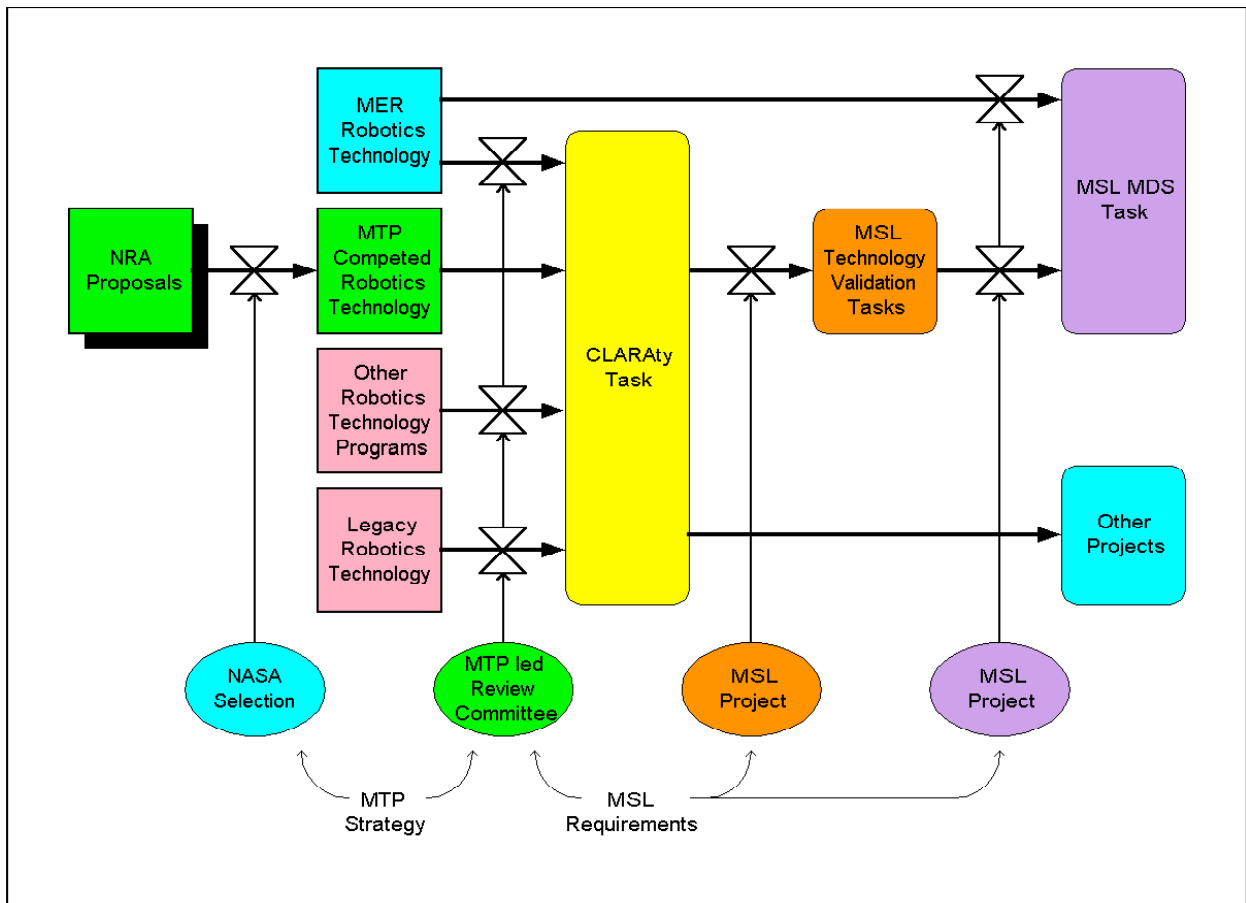 MER
Robotics
Technology
MSL MDS
Task
NRA
Proposals
MTP
Competed
Robotics
Technology
MSL
Technology
Validation
Tasks
CLARAty
Task
Other
Robotics
Technology
Programs
Legacy
Robotics
Technology
Other
Projects
NASA
Selection
MTP led
Review
Committee
MSL
Project
MSL
Project
MTP
Strategy
MSL
Requirements